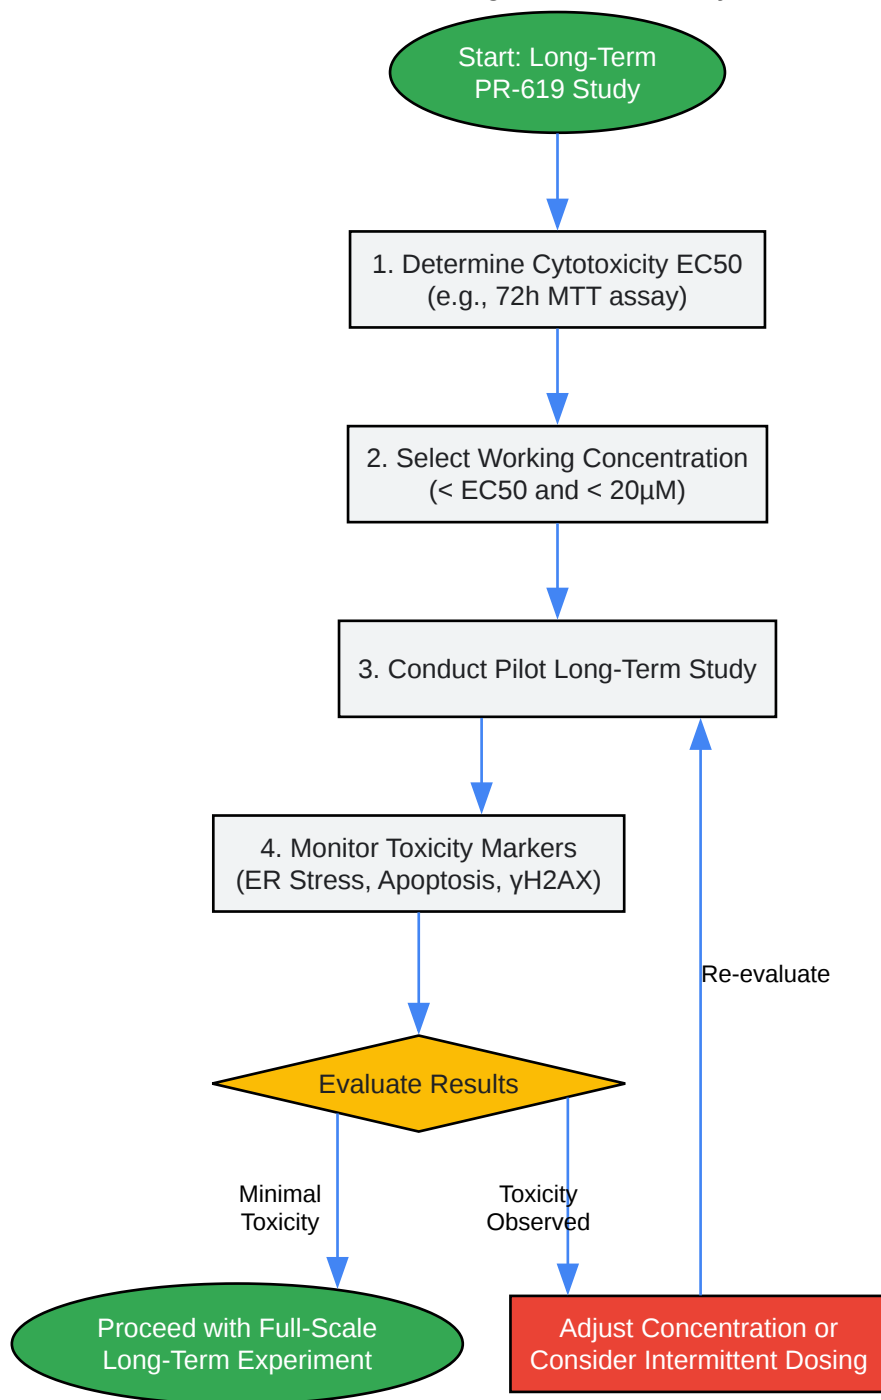 Start: Long-Term
PR-619 Study
1. Determine Cytotoxicity EC50
(e.g., 72h MTT assay)
2. Select Working Concentration
(< EC50 and < 20µM)
3. Conduct Pilot Long-Term Study
4. Monitor Toxicity Markers
(ER Stress, Apoptosis, γH2AX)
Re-evaluate
Evaluate Results
Minimal
Toxicity
Toxicity
Observed
Proceed with Full-Scale
Long-Term Experiment
Adjust Concentration or
Consider Intermittent Dosing